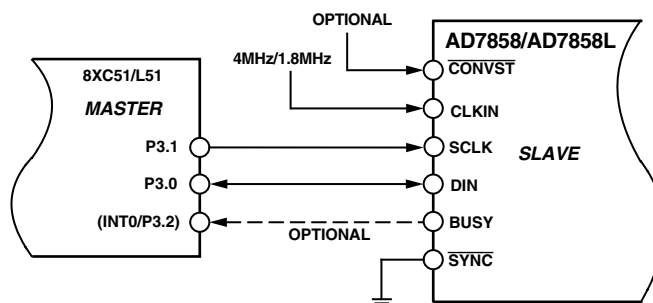 OPTIONAL
AD7858/AD7858L
4MHz/1.8MHz
8XC51/L51
MASTER
CONVST
CLKIN
P3.1
SCLK
SLAVE
P3.0
DIN
(INT0/P3.2)
BUSY
OPTIONAL
SYNC